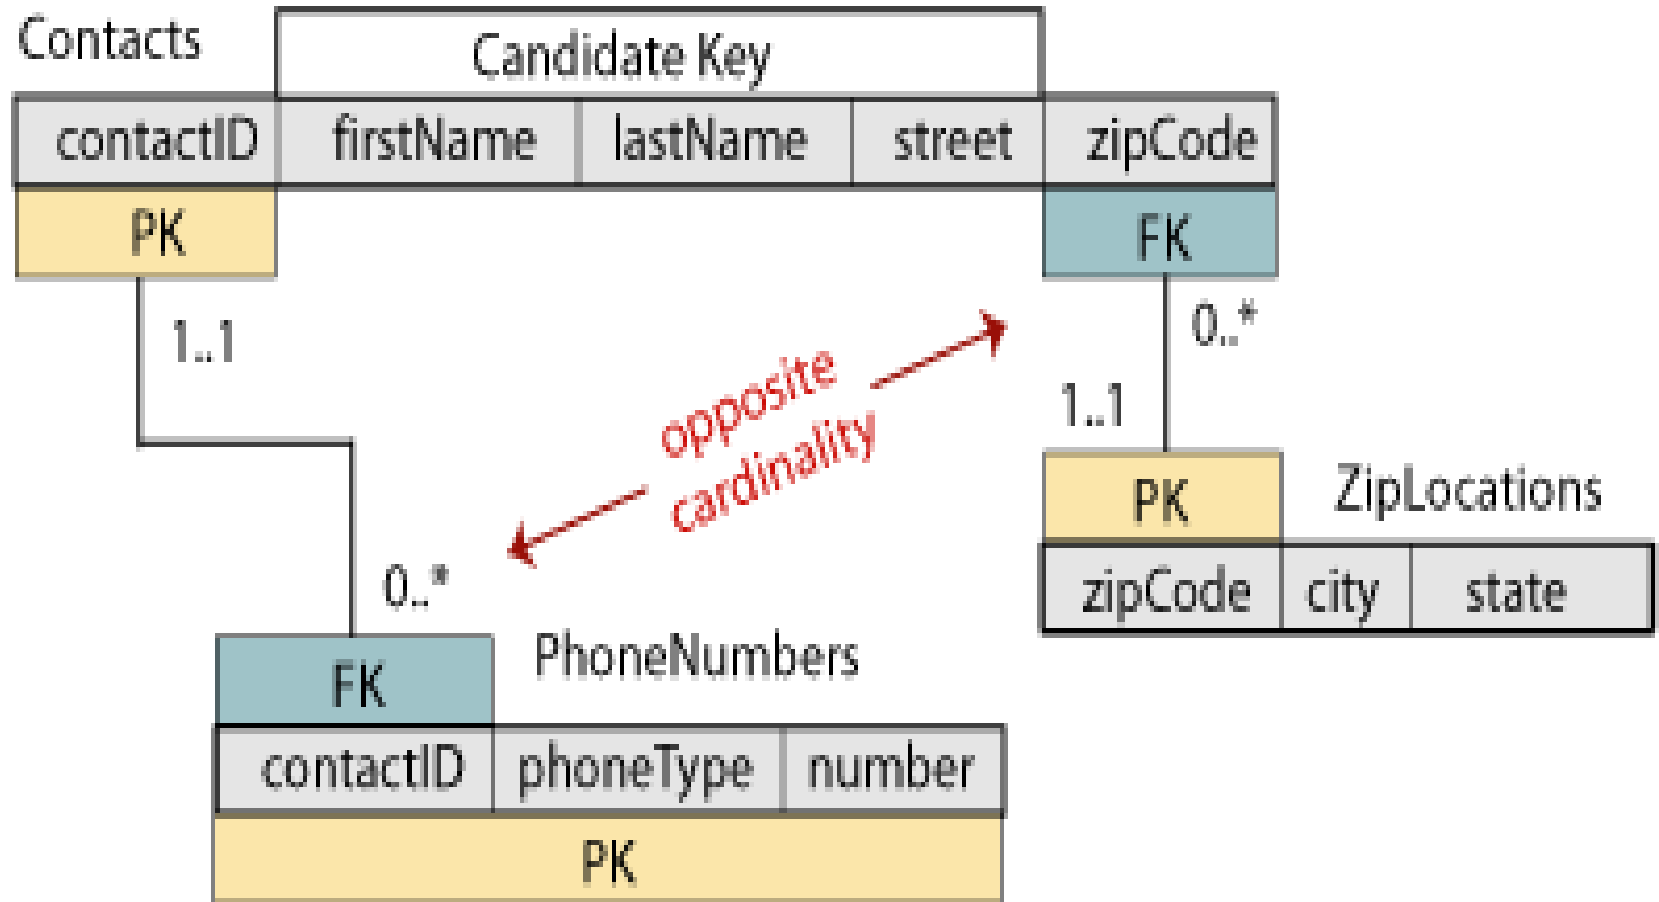 Contacts
Candidate Key
contactID firstName lastName street zipCode
PK
FK
1..1
0..*
opposite
cardinality
1..1
PK
ZipLocations
zipCode city state
0..*
FK
PhoneNumbers
contactID phoneType number
PK